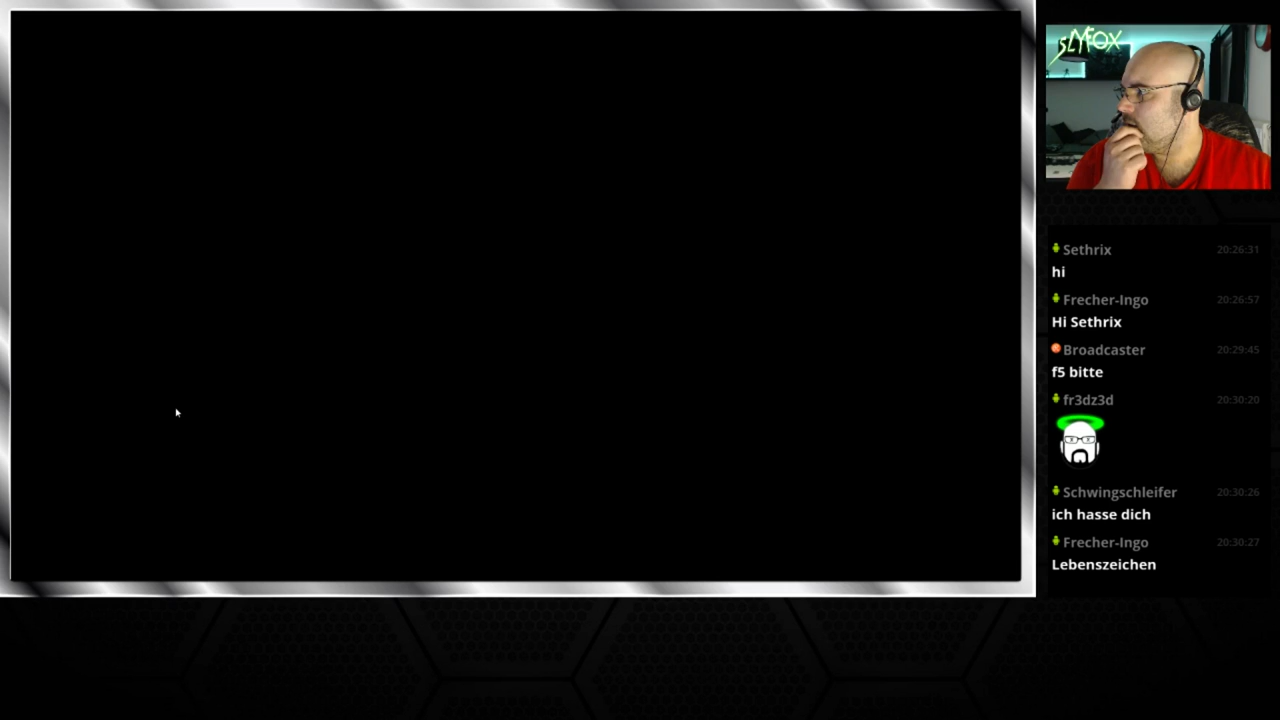 SLYFOX
Sethrix 20:26:31
hi
Frecher-Ingo 20:26:57
Hi Sethrix
Broadcaster 20:29:45
f5 bitte
fr3dz3d 20:30:20
Schwingschleifer 20:30:26
ich hasse dich
Frecher-Ingo 20:30:27
Lebenszeichen